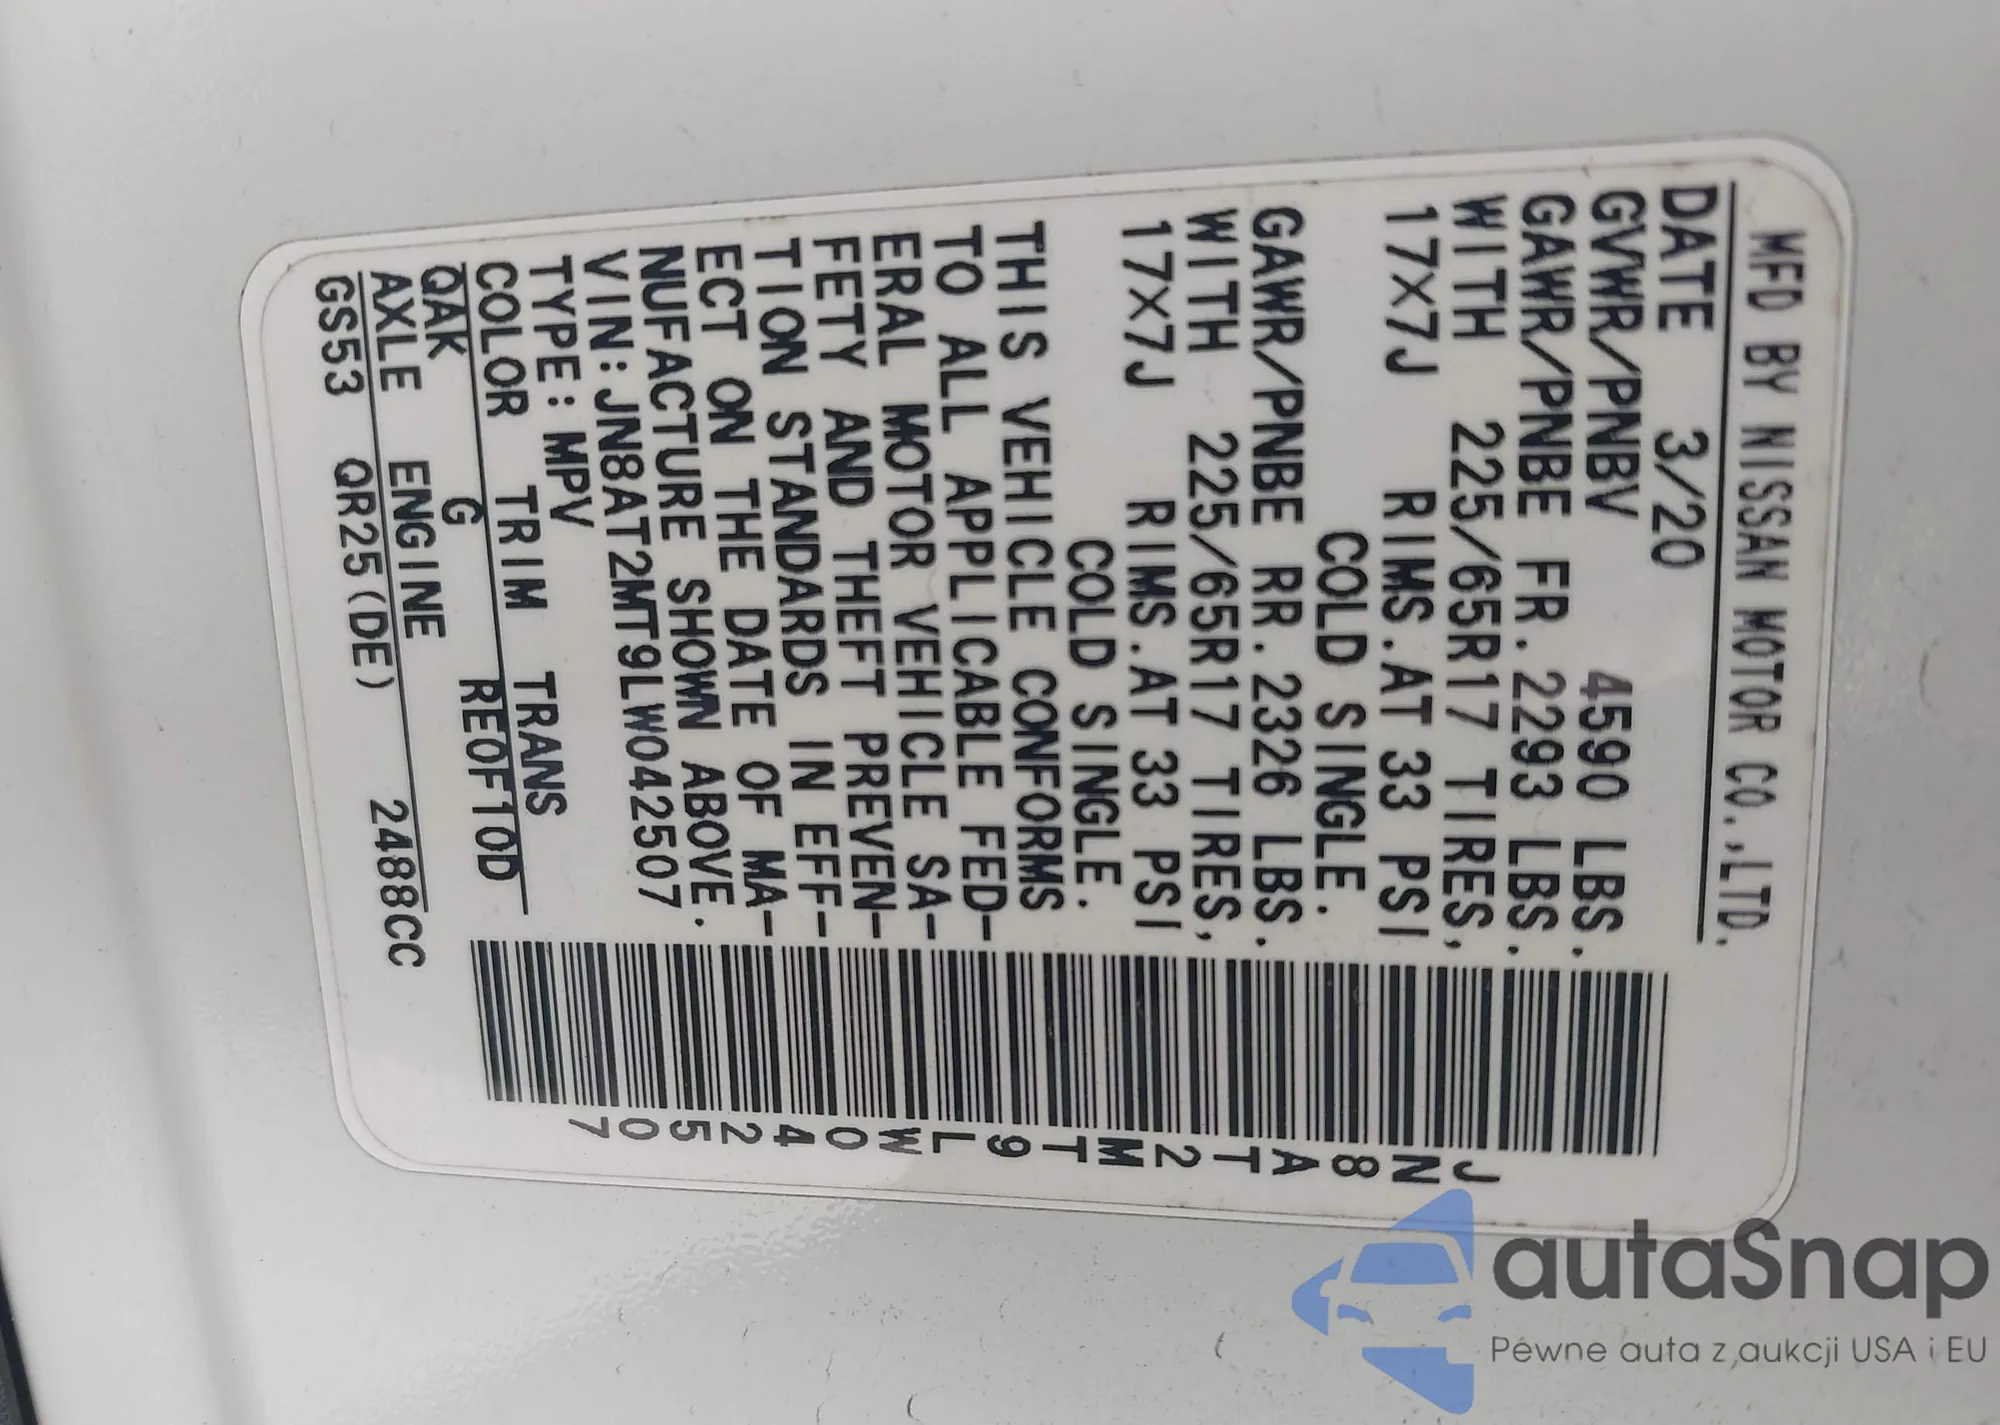 MFD BY NISSAN MOTOR CO.,LTD.
DATE 3/20
GVWR/PNBV 4590 LBS.
GAWR/PNBE FR.2293 LBS.
WITH 225/65R17 TIRES,
17X7J RIMS.AT 33 PSI
COLD SINGLE.
GAWR/PNBE RR.2326 LBS.
WITH 225/65R17 TIRES,
17X7J RIMS.AT 33 PSI
COLD SINGLE.
THIS VEHICLE CONFORMS
TO ALL APPLICABLE FED-
ERAL MOTOR VEHICLE SA-
FETY AND THEFT PREVEN-
TION STANDARDS IN EFF-
ECT ON THE DATE OF MA-
NUFACTURE SHOWN ABOVE.
VIN:JN8AT2MT9LW042507
TYPE:MPV
COLOR TRIM TRANS
QAK G RE0F10D
AXLE ENGINE
GS53 QR25(DE) 2488CC
JN8AT2MT9LW042507
autaSnap
Pewne auta z aukcji USA i EU